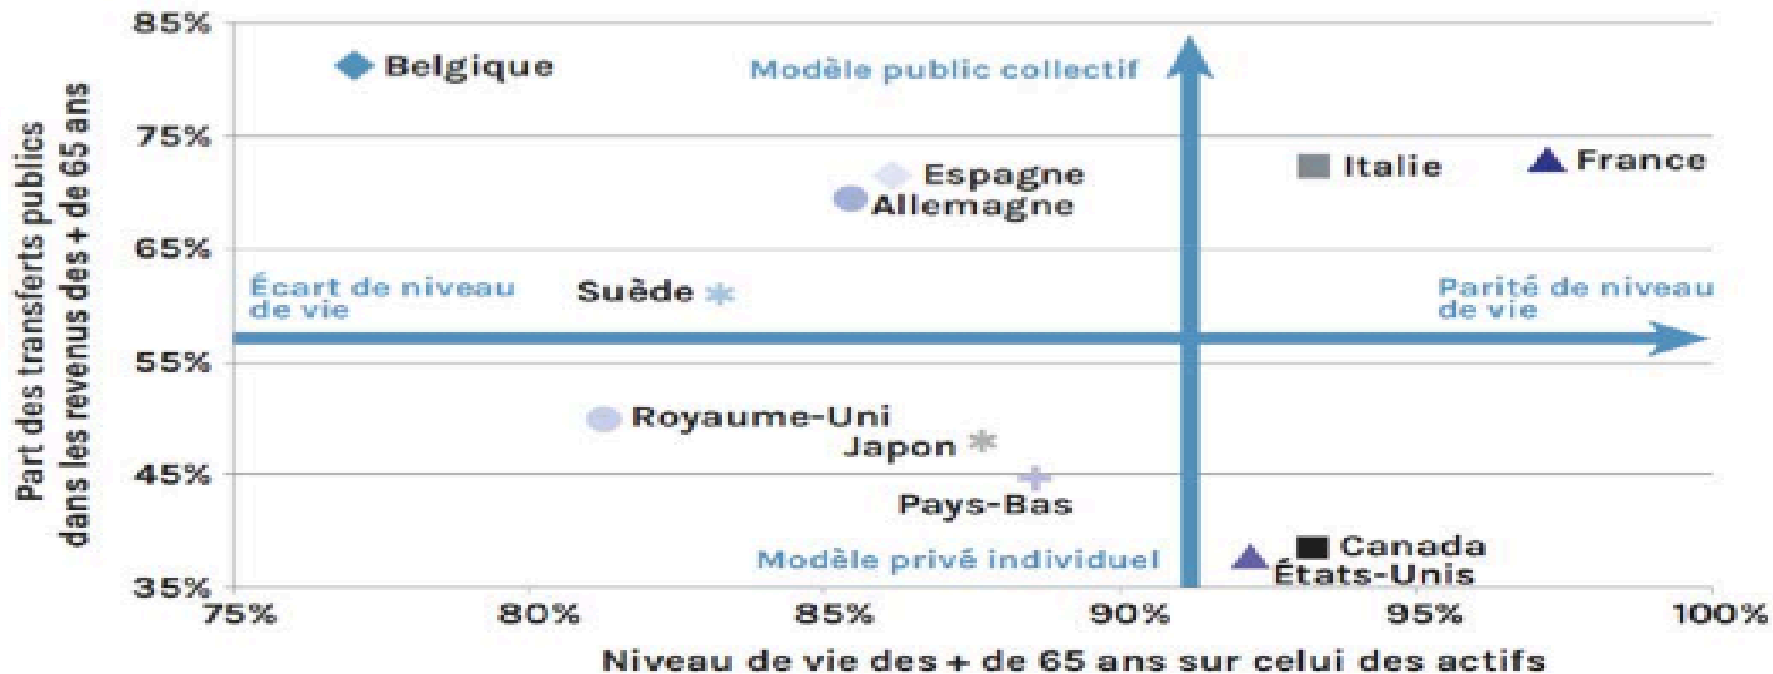 Part des transferts publics
dans les revenus des + de 65 ans
85%
75%
65%
55%
45%
35%
Belgique
Modèle public collectif
Espagne
Allemagne
Italie
France
Écart de niveau
de vie
Suède
Parité de niveau
de vie
Royaume-Uni
Japon
Pays-Bas
Modèle privé individuel
Canada
États-Unis
75%
80%
85%
90%
95%
100%
Niveau de vie des + de 65 ans sur celui des actifs